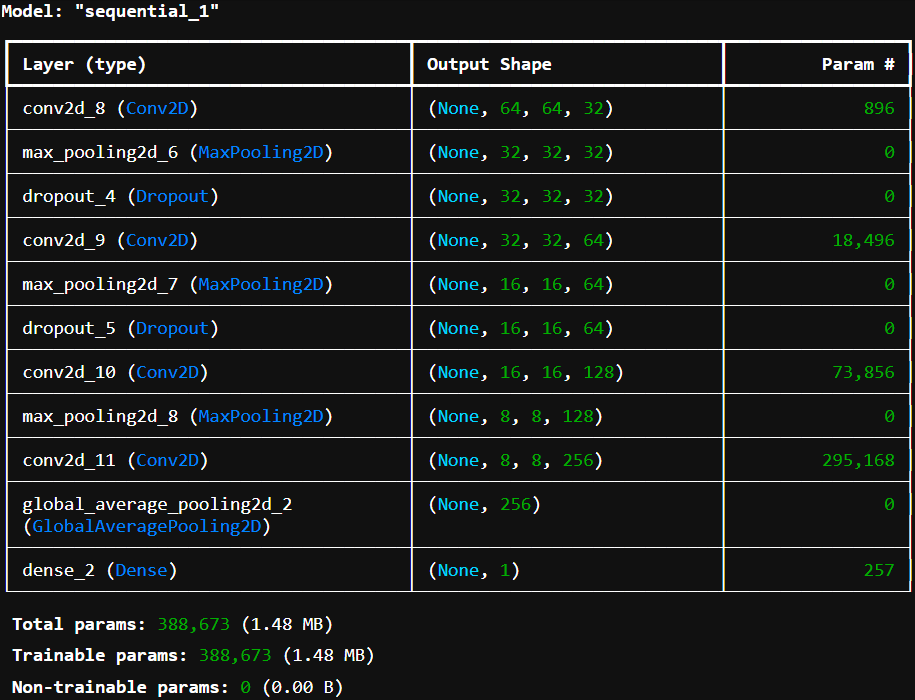 Model: "sequential_1"
Layer (type) Output Shape Param #
conv2d_8 (Conv2D) (None, 64, 64, 32) 896
max_pooling2d_6 (MaxPooling2D) (None, 32, 32, 32) 0
dropout_4 (Dropout) (None, 32, 32, 32) 0
conv2d_9 (Conv2D) (None, 32, 32, 64) 18,496
max_pooling2d_7 (MaxPooling2D) (None, 16, 16, 64) 0
dropout_5 (Dropout) (None, 16, 16, 64) 0
conv2d_10 (Conv2D) (None, 16, 16, 128) 73,856
max_pooling2d_8 (MaxPooling2D) (None, 8, 8, 128) 0
conv2d_11 (Conv2D) (None, 8, 8, 256) 295,168
global_average_pooling2d_2 (None, 256) 0
(GlobalAveragePooling2D)
dense_2 (Dense) (None, 1) 257
Total params: 388,673 (1.48 MB)
Trainable params: 388,673 (1.48 MB)
Non-trainable params: 0 (0.00 B)